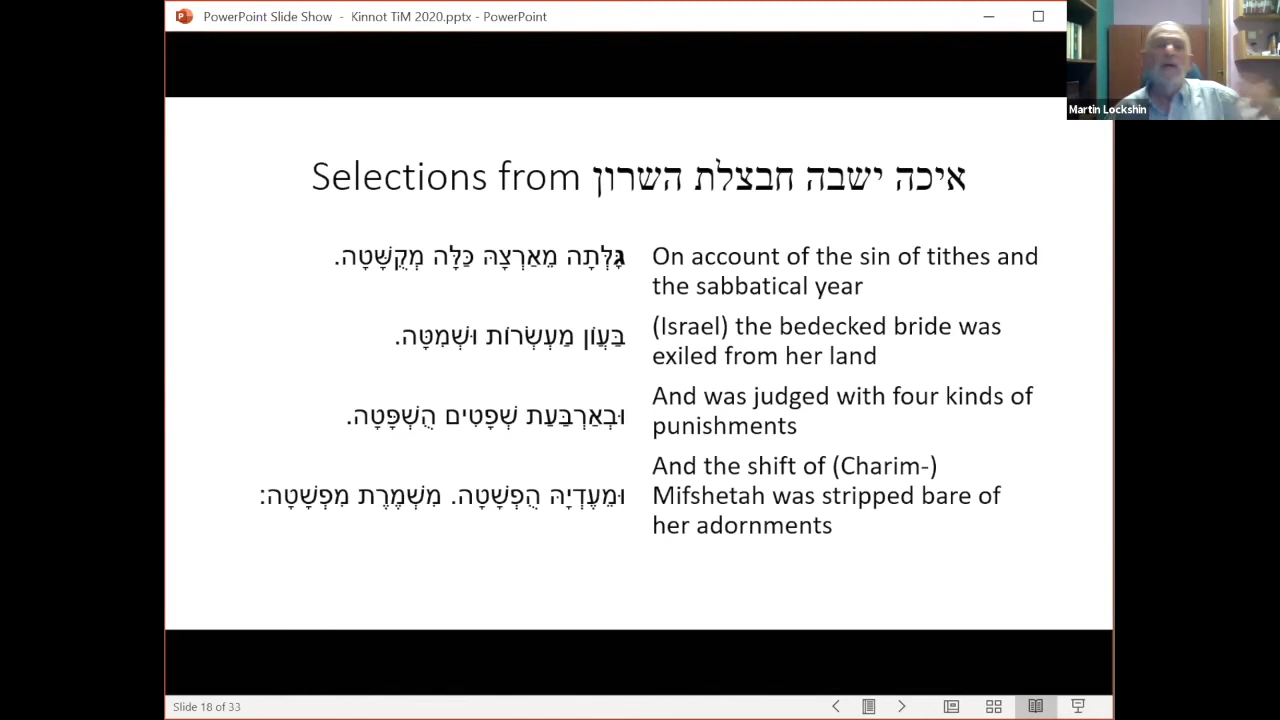 PowerPoint Slide Show - Kinnot TiM 2020.pptx - PowerPoint
Martin Lockshin
Selections from איכה ישבה חבצלת השרון
גָּלְתָה מֵאַרְצָהּ כַּלָּה מְקֻשָּׁטָה.
בַּעֲוֹן מַעְשְׂרוֹת וּשְׁמִטָּה.
וּבְאַרְבַּעַת שְׁפָטִים הֻשְׁפָּטָה.
וּמֵעֶדְיָהּ הֻפְשָׁטָה. מִשְׁמֶרֶת מִפְשָׁטָה:
On account of the sin of tithes and
the sabbatical year
(Israel) the bedecked bride was
exiled from her land
And was judged with four kinds of
punishments
And the shift of (Charim-)
Mifshetah was stripped bare of
her adornments
Slide 18 of 33